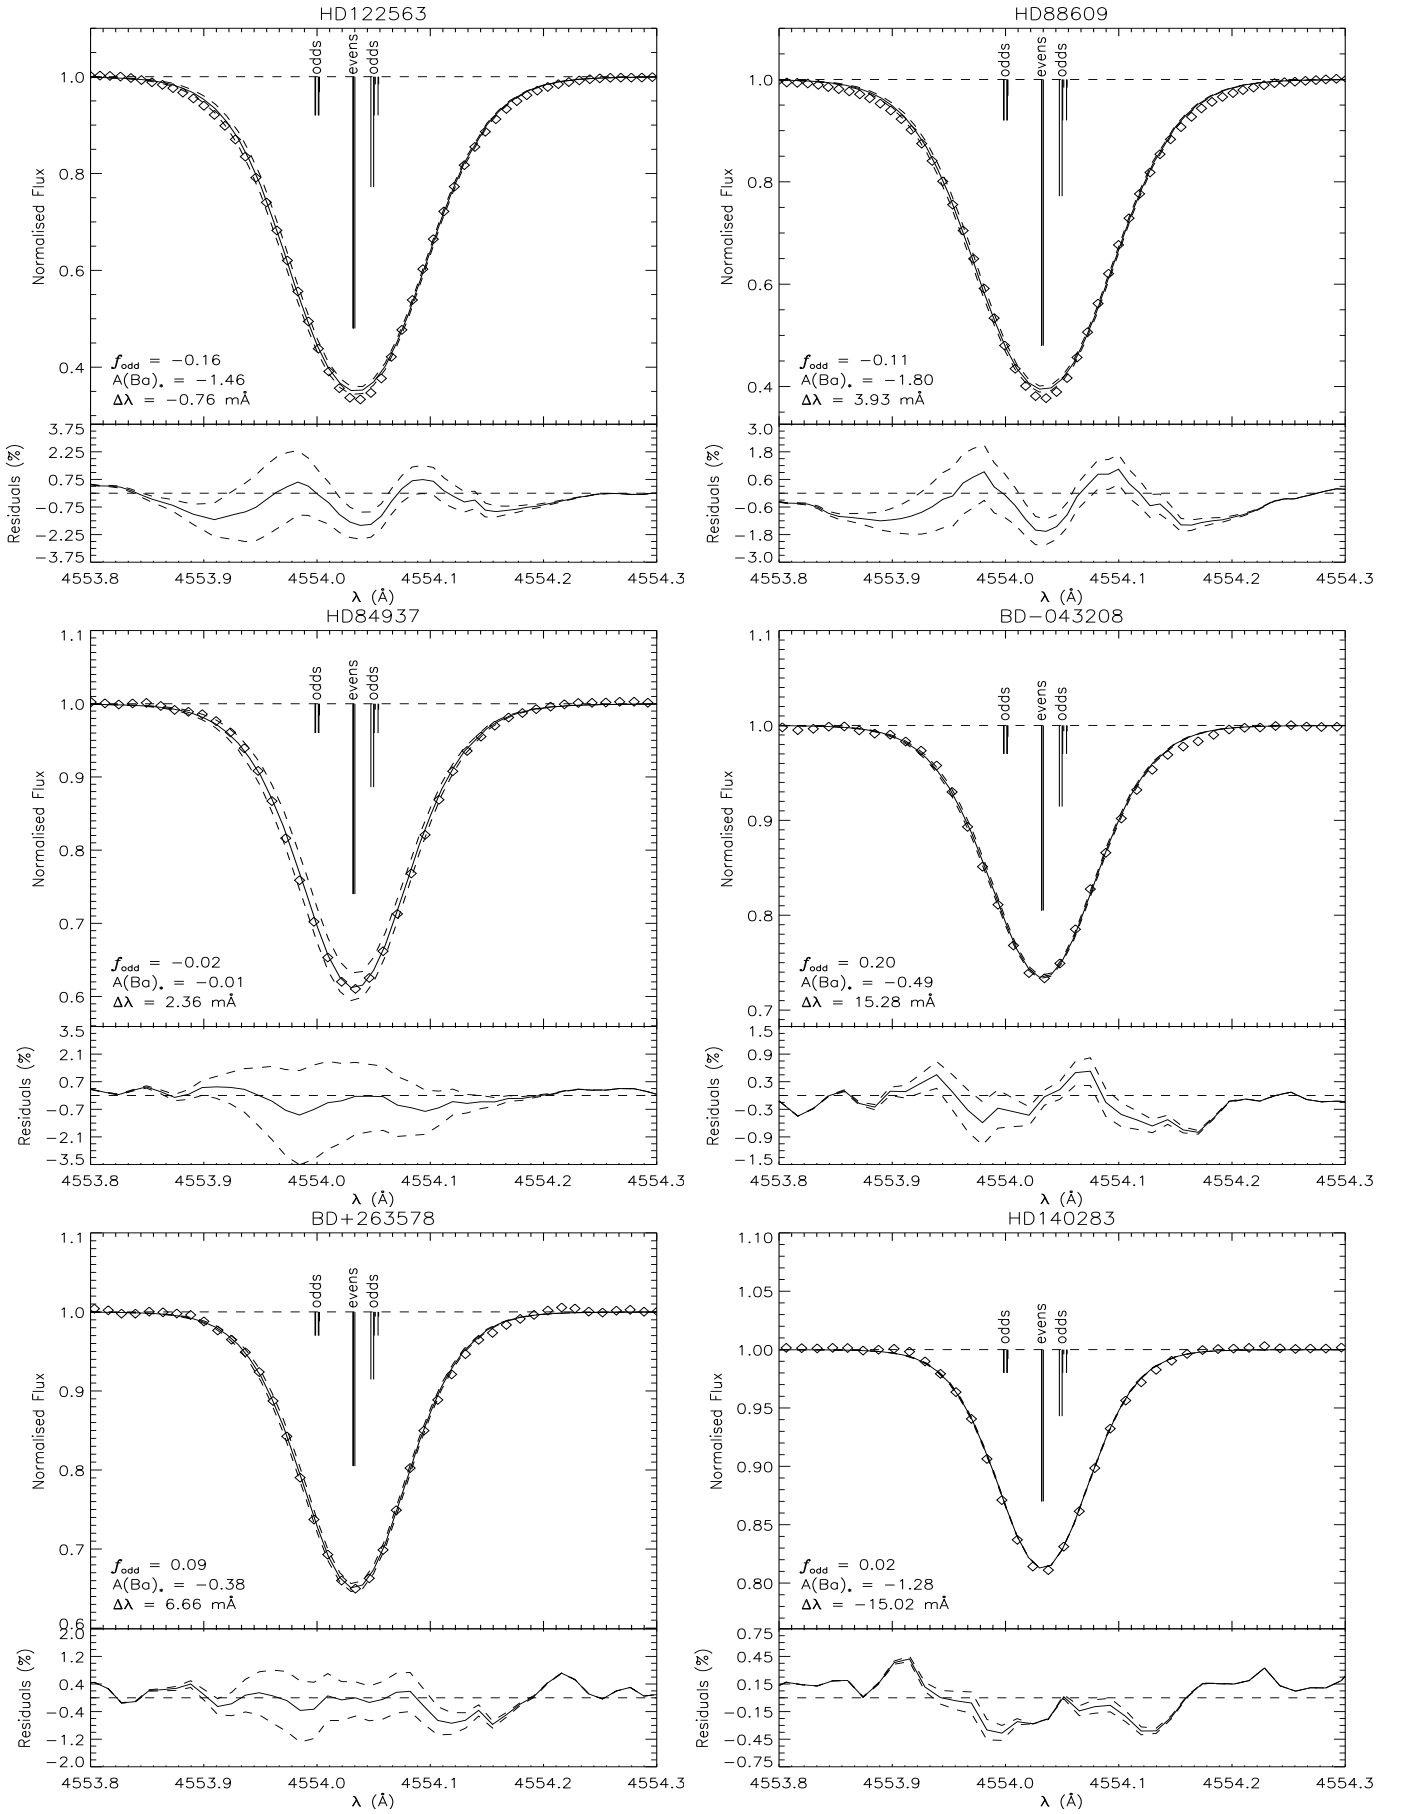 HD122563
odds
evens
odds
1.0
0.8
0.6
0.4
Normalised Flux
fodd = −0.16
A(Ba)* = −1.46
Δλ = −0.76 mÅ
3.75
2.25
0.75
−0.75
−2.25
−3.75
Residuals (%)
4553.8 4553.9 4554.0 4554.1 4554.2 4554.3
λ (Å)
HD88609
odds
evens
odds
1.0
0.8
0.6
0.4
Normalised Flux
fodd = −0.11
A(Ba)* = −1.80
Δλ = 3.93 mÅ
3.0
1.8
0.6
−0.6
−1.8
−3.0
Residuals (%)
4553.8 4553.9 4554.0 4554.1 4554.2 4554.3
λ (Å)
HD84937
odds
evens
odds
1.1
1.0
0.9
0.8
0.7
0.6
Normalised Flux
fodd = −0.02
A(Ba)* = −0.01
Δλ = 2.36 mÅ
3.5
2.1
0.7
−0.7
−2.1
−3.5
Residuals (%)
4553.8 4553.9 4554.0 4554.1 4554.2 4554.3
λ (Å)
BD−043208
odds
evens
odds
1.1
1.0
0.9
0.8
0.7
Normalised Flux
fodd = 0.20
A(Ba)* = −0.49
Δλ = 15.28 mÅ
1.5
0.9
0.3
−0.3
−0.9
−1.5
Residuals (%)
4553.8 4553.9 4554.0 4554.1 4554.2 4554.3
λ (Å)
BD+263578
odds
evens
odds
1.1
1.0
0.9
0.8
0.7
0.6
Normalised Flux
fodd = 0.09
A(Ba)* = −0.38
Δλ = 6.66 mÅ
2.0
1.2
0.4
−0.4
−1.2
−2.0
Residuals (%)
4553.8 4553.9 4554.0 4554.1 4554.2 4554.3
λ (Å)
HD140283
odds
evens
odds
1.10
1.05
1.00
0.95
0.90
0.85
0.80
Normalised Flux
fodd = 0.02
A(Ba)* = −1.28
Δλ = −15.02 mÅ
0.75
0.45
0.15
−0.15
−0.45
−0.75
Residuals (%)
4553.8 4553.9 4554.0 4554.1 4554.2 4554.3
λ (Å)